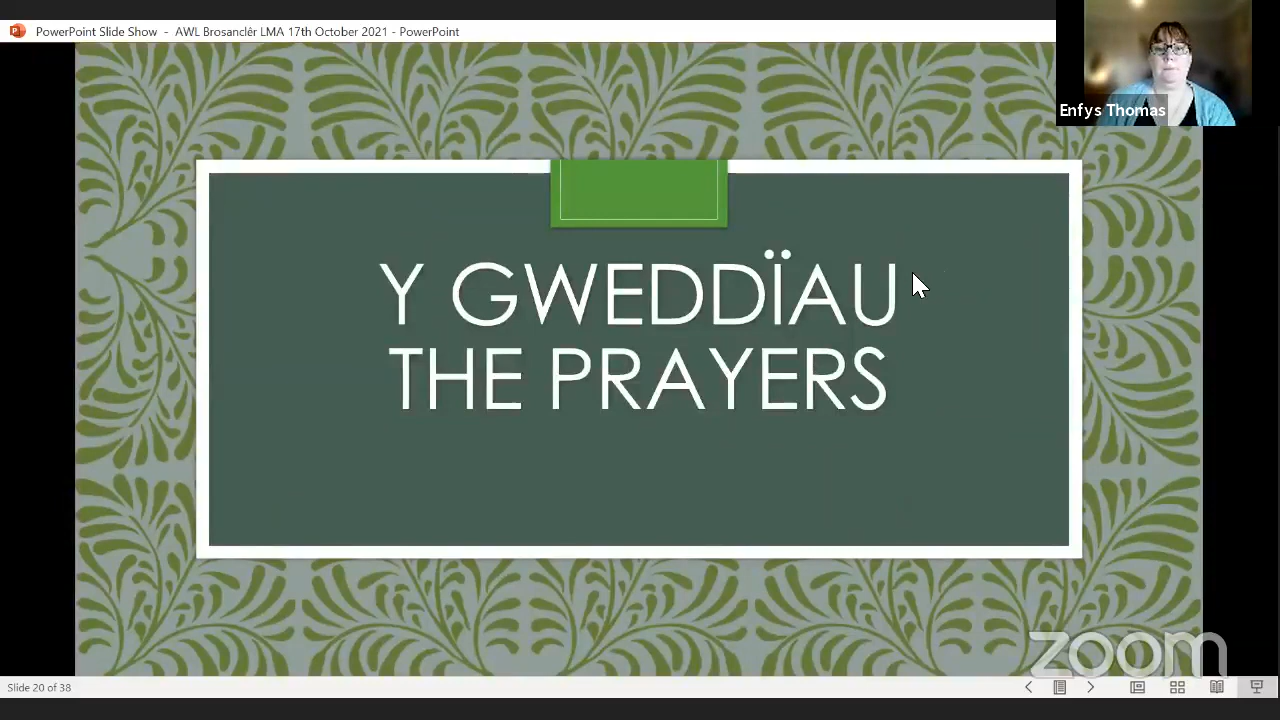 PowerPoint Slide Show - AWL Brosanclêr LMA 17th October 2021 - PowerPoint
Enfys Thomas
Y GWEDDÏAU
THE PRAYERS
zoom
Slide 20 of 38